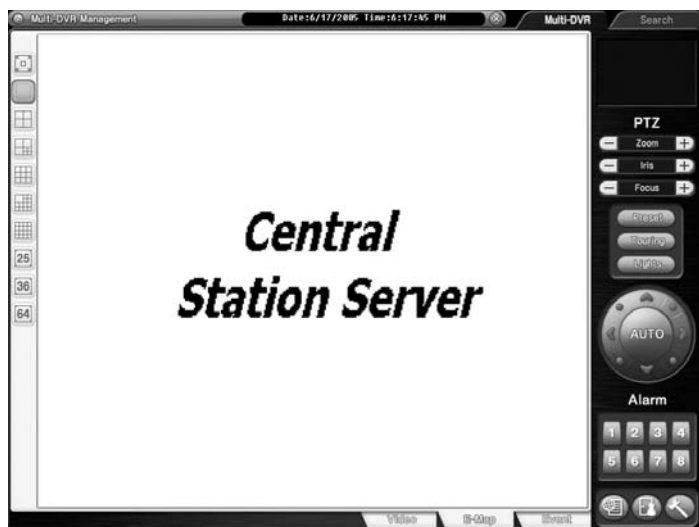 Multi-DVR Management
Date:6/17/2005 Time:6:17:45 PM
Multi-DVR
Search
PTZ
Zoom
Iris
Focus
Preset
Touring
Lights
25
36
64
Central
Station Server
AUTO
Alarm
1 2 3 4
5 6 7 8
Video
E-Map
Event